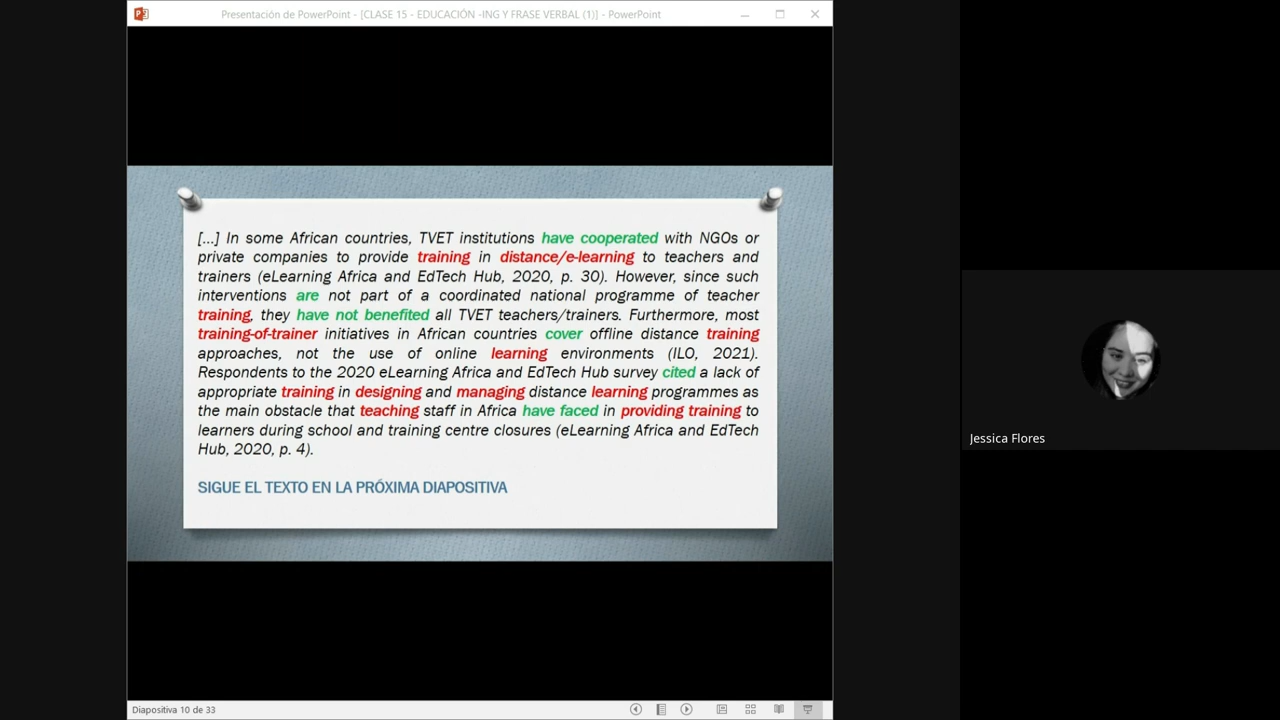 Presentación de PowerPoint - [CLASE 15 - EDUCACIÓN -ING Y FRASE VERBAL (1)] - PowerPoint
[...] In some African countries, TVET institutions have cooperated with NGOs or
private companies to provide training in distance/e-learning to teachers and
trainers (eLearning Africa and EdTech Hub, 2020, p. 30). However, since such
interventions are not part of a coordinated national programme of teacher
training, they have not benefited all TVET teachers/trainers. Furthermore, most
training-of-trainer initiatives in African countries cover offline distance training
approaches, not the use of online learning environments (ILO, 2021).
Respondents to the 2020 eLearning Africa and EdTech Hub survey cited a lack of
appropriate training in designing and managing distance learning programmes as
the main obstacle that teaching staff in Africa have faced in providing training to
learners during school and training centre closures (eLearning Africa and EdTech
Hub, 2020, p. 4).
SIGUE EL TEXTO EN LA PRÓXIMA DIAPOSITIVA
Jessica Flores
Diapositiva 10 de 33